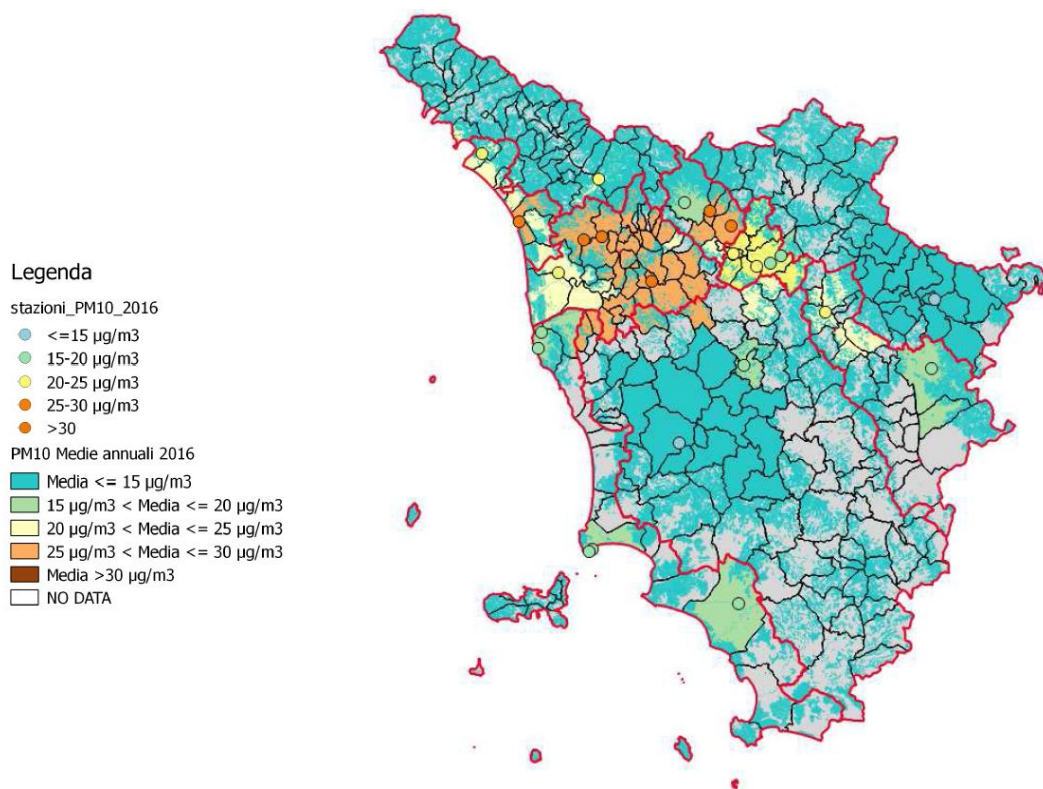 Legenda
stazioni_PM10_2016
<=15 µg/m3
15-20 µg/m3
20-25 µg/m3
25-30 µg/m3
>30
PM10 Medie annuali 2016
Media <= 15 µg/m3
15 µg/m3 < Media <= 20 µg/m3
20 µg/m3 < Media <= 25 µg/m3
25 µg/m3 < Media <= 30 µg/m3
Media >30 µg/m3
NO DATA